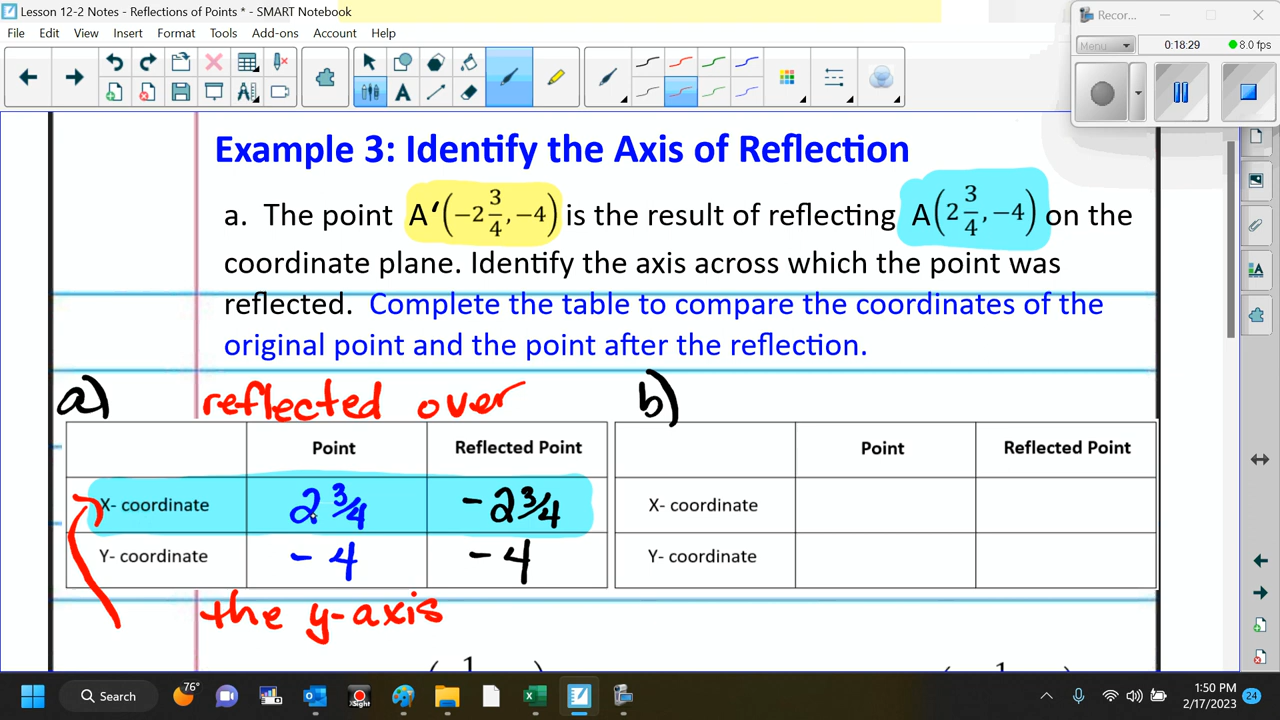 Lesson 12-2 Notes - Reflections of Points * - SMART Notebook
Recor...
File Edit View Insert Format Tools Add-ons Account Help
Menu 0:18:29 8.0 fps
Example 3: Identify the Axis of Reflection
a. The point A′(−2 3/4, −4) is the result of reflecting A(2 3/4, −4) on the
coordinate plane. Identify the axis across which the point was
reflected. Complete the table to compare the coordinates of the
original point and the point after the reflection.
a) reflected over b)
Point Reflected Point Point Reflected Point
X- coordinate 2 3/4 - 2 3/4 X- coordinate
Y- coordinate - 4 - 4 Y- coordinate
the y-axis
Search 76° 1:50 PM
2/17/2023 24